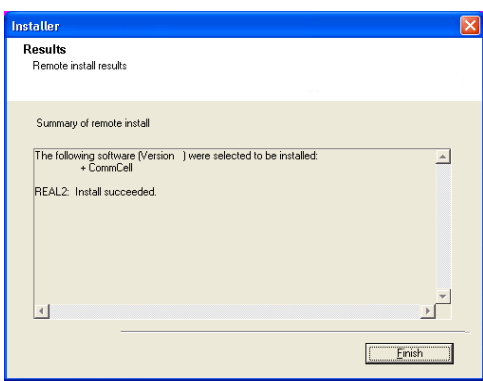 Installer
Results
Remote install results
Summary of remote install
The following software (Version   ) were selected to be installed:
+ CommCell
REAL2:  Install succeeded.
Finish